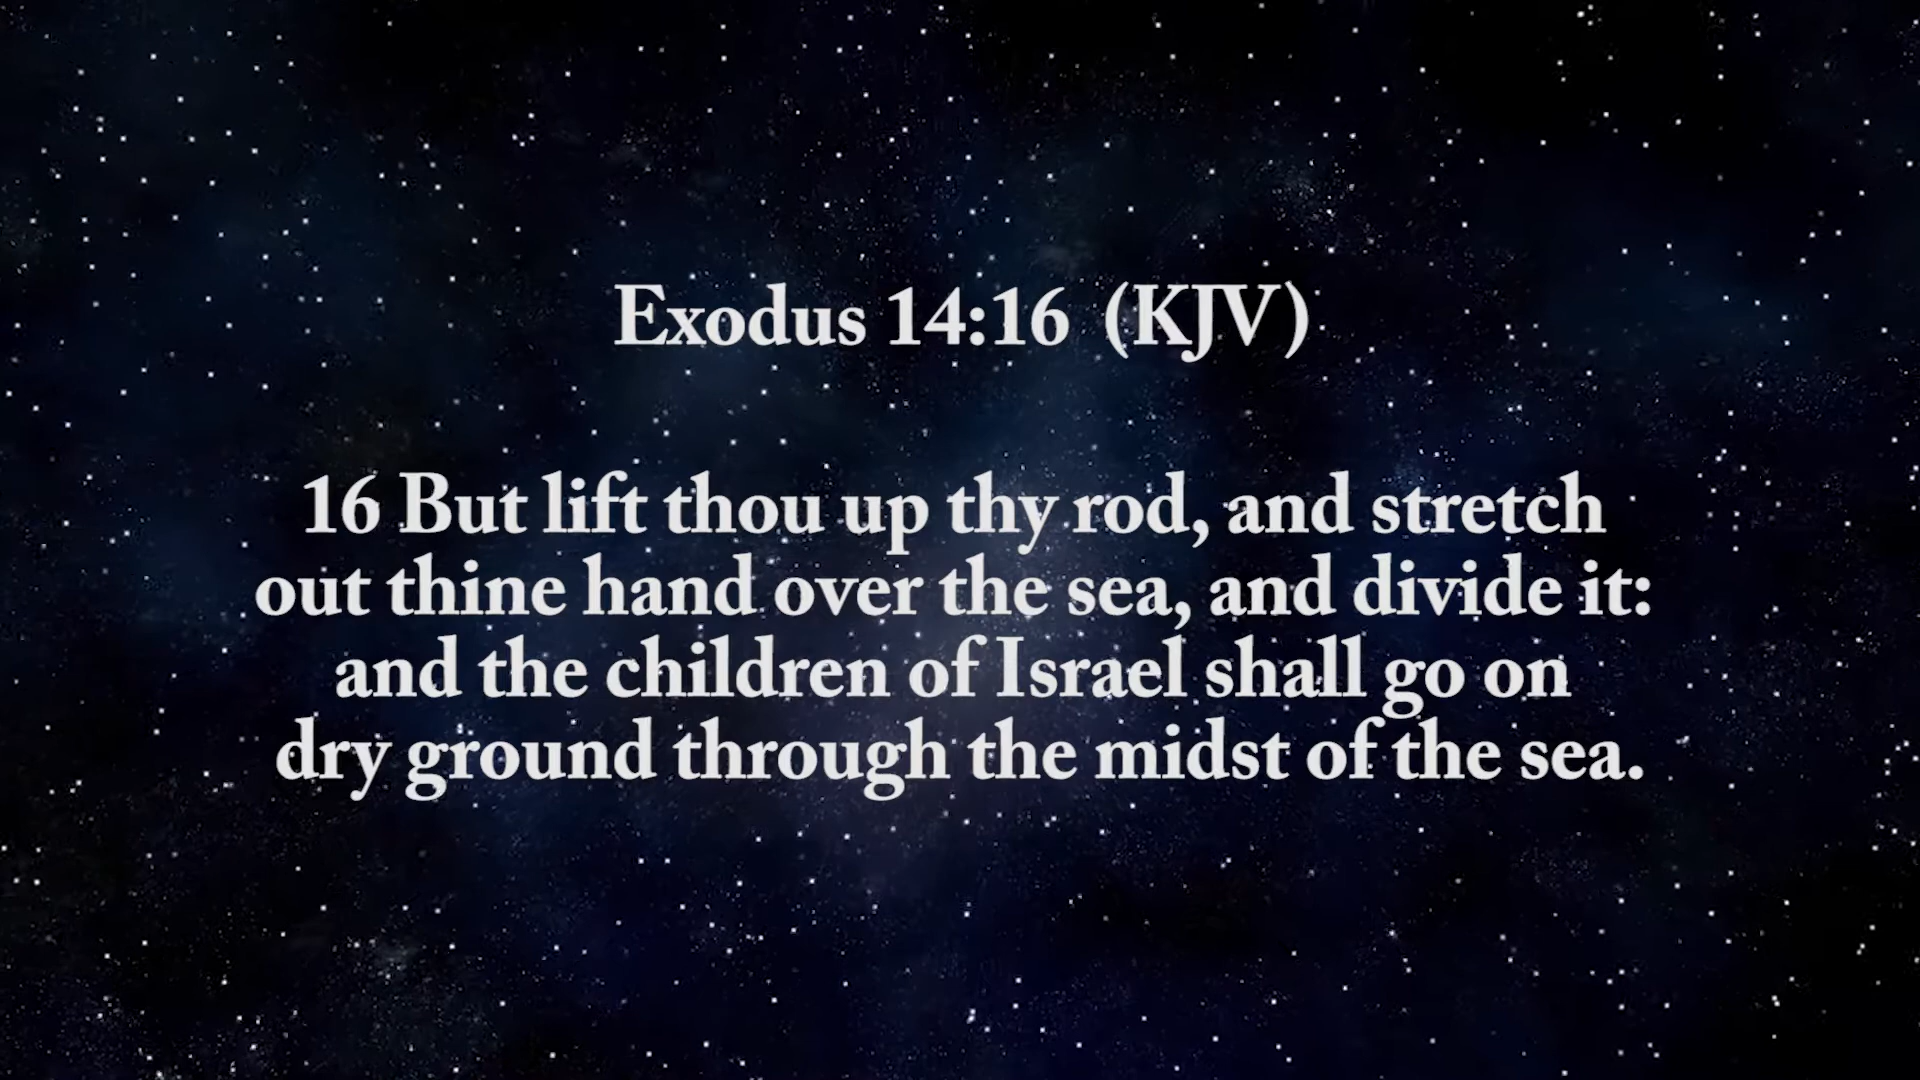 Exodus 14:16 (KJV)
16 But lift thou up thy rod, and stretch
out thine hand over the sea, and divide it:
and the children of Israel shall go on
dry ground through the midst of the sea.